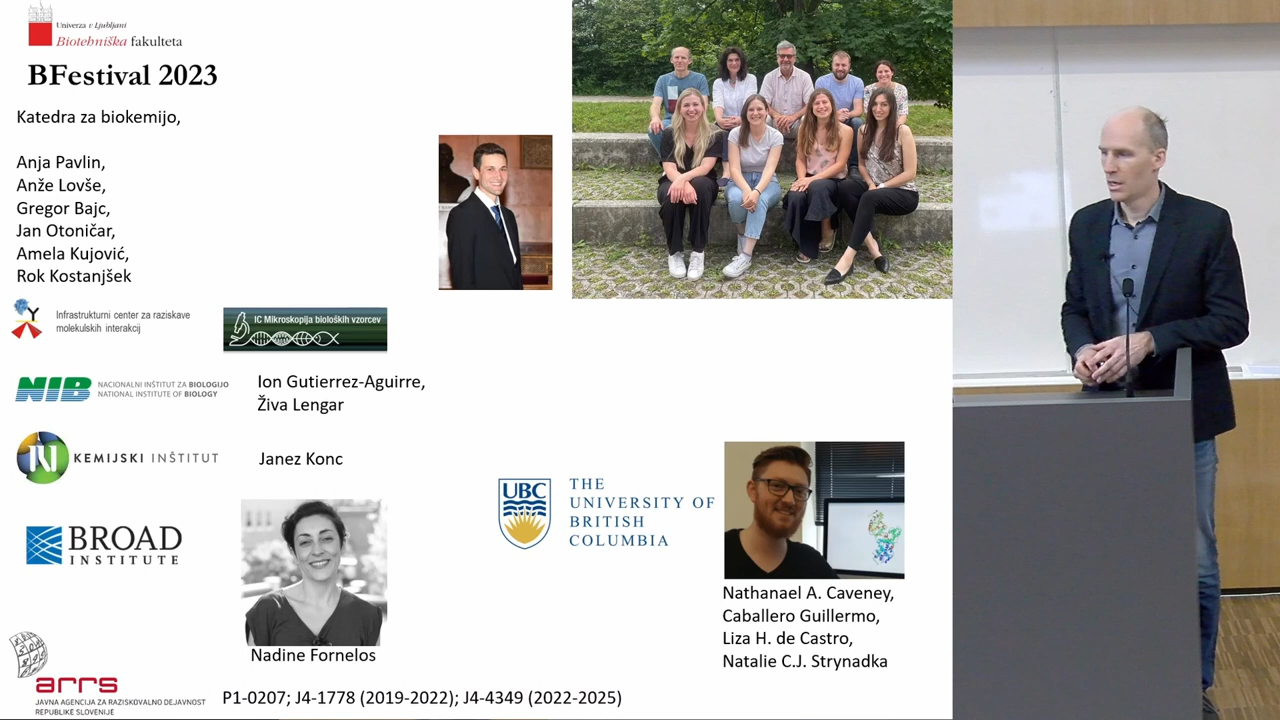 Univerza v Ljubljani
Biotehniška fakulteta
BFestival 2023
Katedra za biokemijo,
Anja Pavlin,
Anže Lovše,
Gregor Bajc,
Jan Otoničar,
Amela Kujović,
Rok Kostanjšek
Infrastrukturni center za raziskave
molekulskih interakcij
IC Mikroskopija bioloških vzorcev
NIB
NACIONALNI INŠTITUT ZA BIOLOGIJO
NATIONAL INSTITUTE OF BIOLOGY
Ion Gutierrez-Aguirre,
Živa Lengar
KEMIJSKI INŠTITUT
Janez Konc
UBC
THE
UNIVERSITY OF
BRITISH
COLUMBIA
BROAD
INSTITUTE
Nadine Fornelos
Nathanael A. Caveney,
Caballero Guillermo,
Liza H. de Castro,
Natalie C.J. Strynadka
arrs
JAVNA AGENCIJA ZA RAZISKOVALNO DEJAVNOST
REPUBLIKE SLOVENIJE
P1-0207; J4-1778 (2019-2022); J4-4349 (2022-2025)